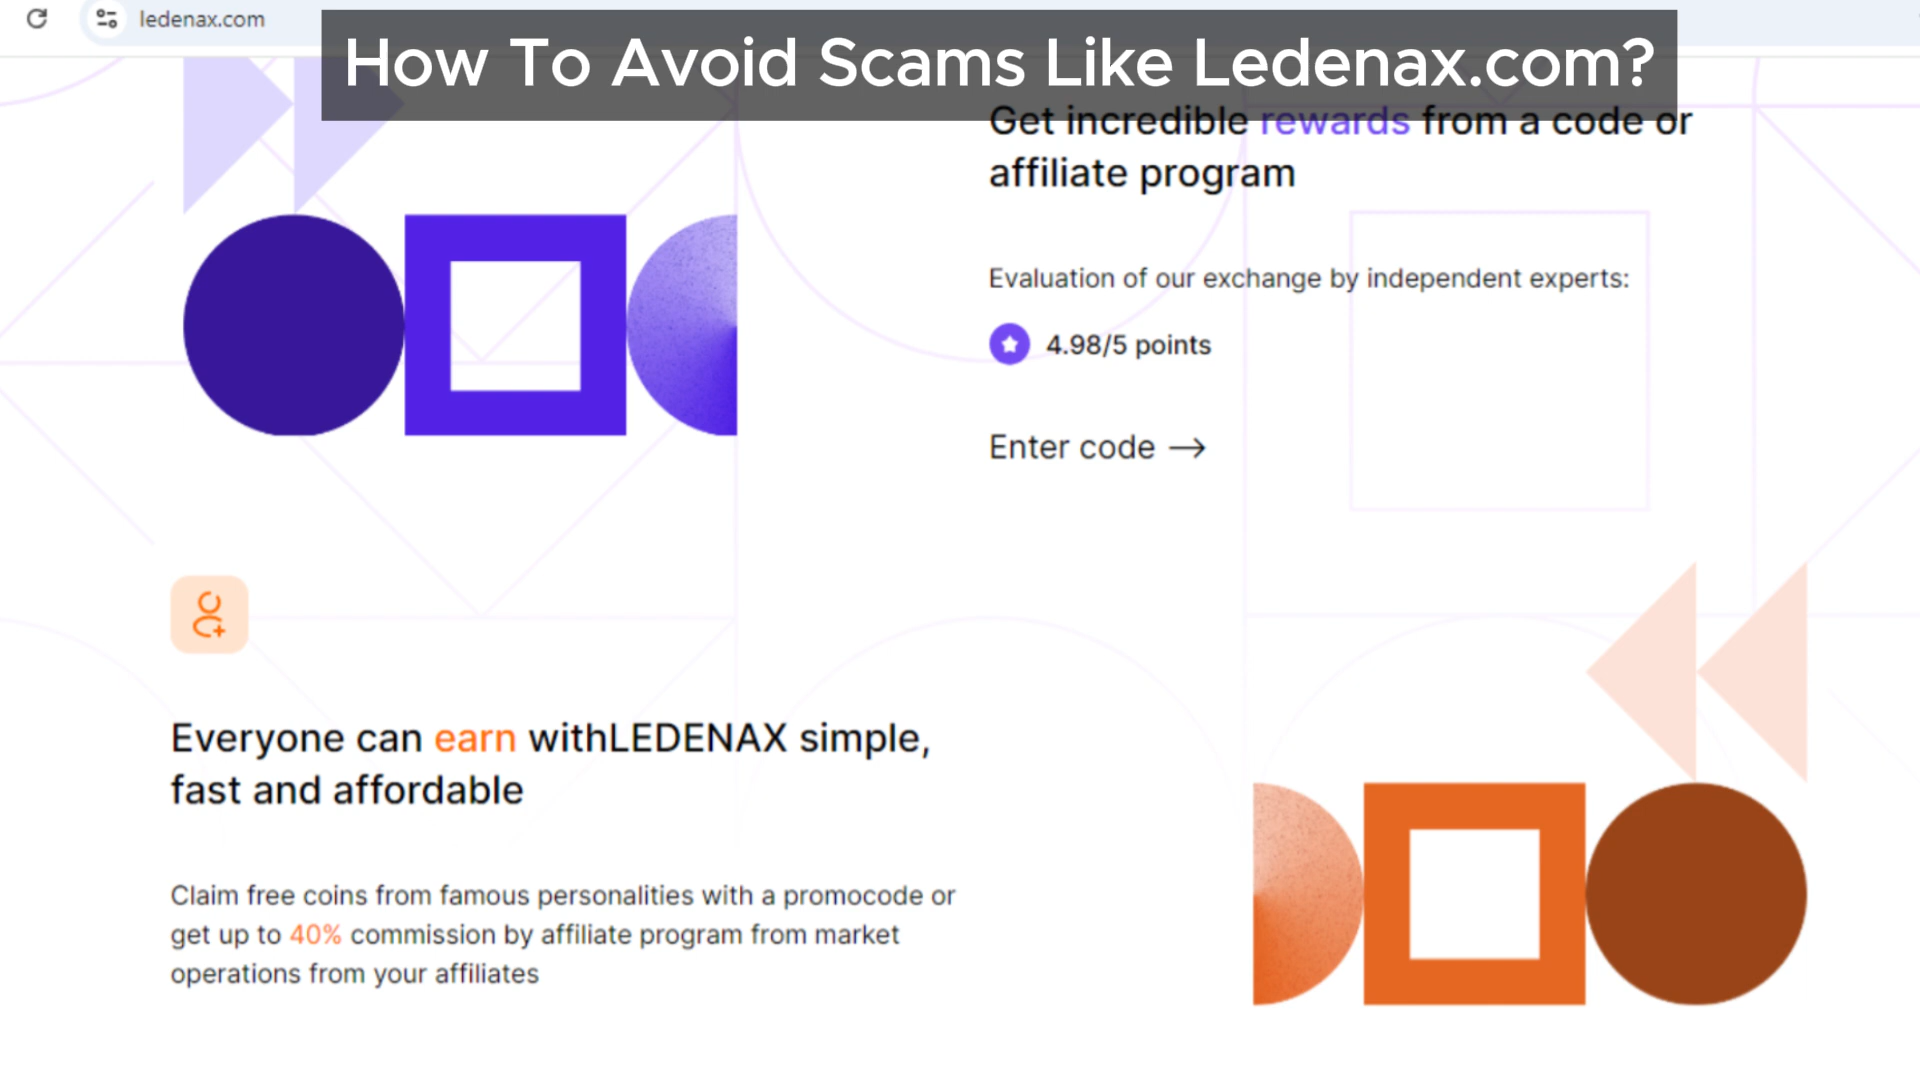 ledenax.com
How To Avoid Scams Like Ledenax.com?
Get incredible rewards from a code or
affiliate program
Evaluation of our exchange by independent experts:
4.98/5 points
Enter code →
Everyone can earn withLEDENAX simple,
fast and affordable
Claim free coins from famous personalities with a promocode or
get up to 40% commission by affiliate program from market
operations from your affiliates